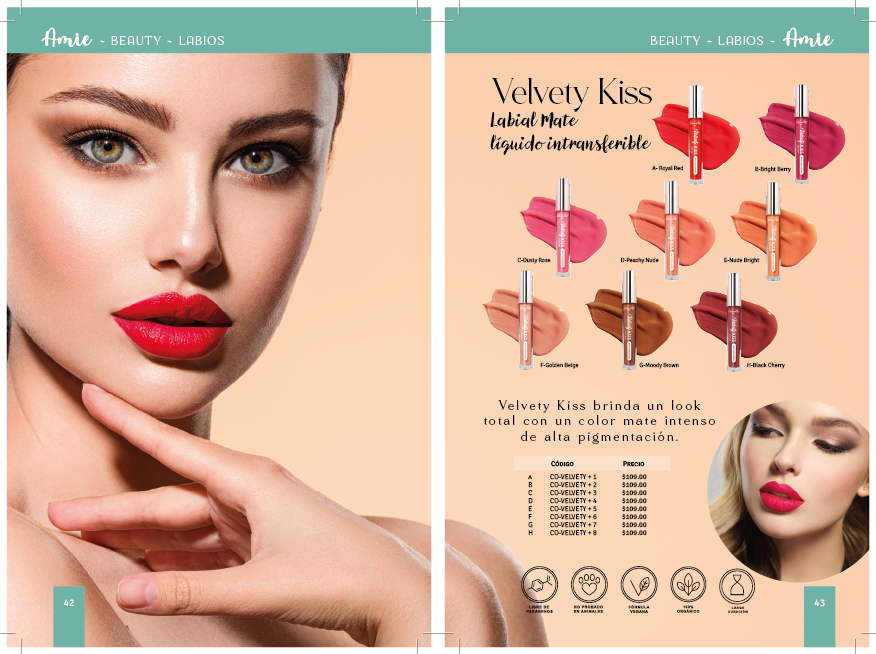 Amie ~ BEAUTY ~ LABIOS
BEAUTY ~ LABIOS ~ Amie
Velvety Kiss
Labial Mate
líquido intransferible
A- Royal Red
B-Bright Berry
C-Dusty Rose
D-Peachy Nude
E-Nude Bright
F-Golden Beige
G-Moody Brown
H-Black Cherry
Velvety Kiss brinda un look
total con un color mate intenso
de alta pigmentación.
CÓDIGO PRECIO
A CO-VELVETY + 1 $109.00
B CO-VELVETY + 2 $109.00
C CO-VELVETY + 3 $109.00
D CO-VELVETY + 4 $109.00
E CO-VELVETY + 5 $109.00
F CO-VELVETY + 6 $109.00
G CO-VELVETY + 7 $109.00
H CO-VELVETY + 8 $109.00
LIBRE DE
PARABENOS
NO PROBADO
EN ANIMALES
FÓRMULA
VEGANA
100%
ORGÁNICO
LARGA
DURACIÓN
42
43